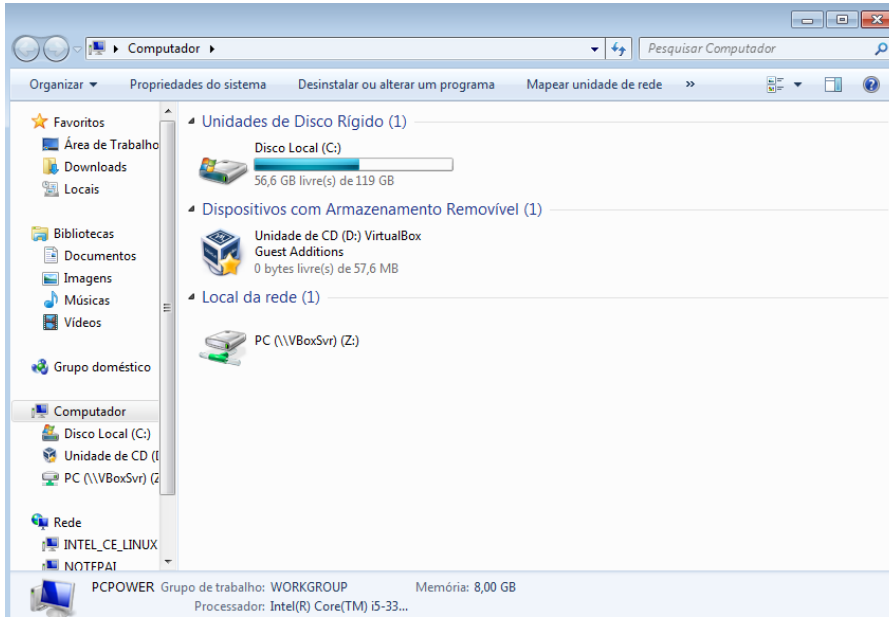 Computador
Pesquisar Computador
Organizar
Propriedades do sistema
Desinstalar ou alterar um programa
Mapear unidade de rede
»
Favoritos
Área de Trabalho
Downloads
Locais
Bibliotecas
Documentos
Imagens
Músicas
Vídeos
Grupo doméstico
Computador
Disco Local (C:)
Unidade de CD (
PC (\\VBoxSvr) (Z
Rede
INTEL_CE_LINUX
NOTEPAI
Unidades de Disco Rígido (1)
Disco Local (C:)
56,6 GB livre(s) de 119 GB
Dispositivos com Armazenamento Removível (1)
Unidade de CD (D:) VirtualBox
Guest Additions
0 bytes livre(s) de 57,6 MB
Local da rede (1)
PC (\\VBoxSvr) (Z:)
PCPOWER Grupo de trabalho: WORKGROUP Memória: 8,00 GB
Processador: Intel(R) Core(TM) i5-33...